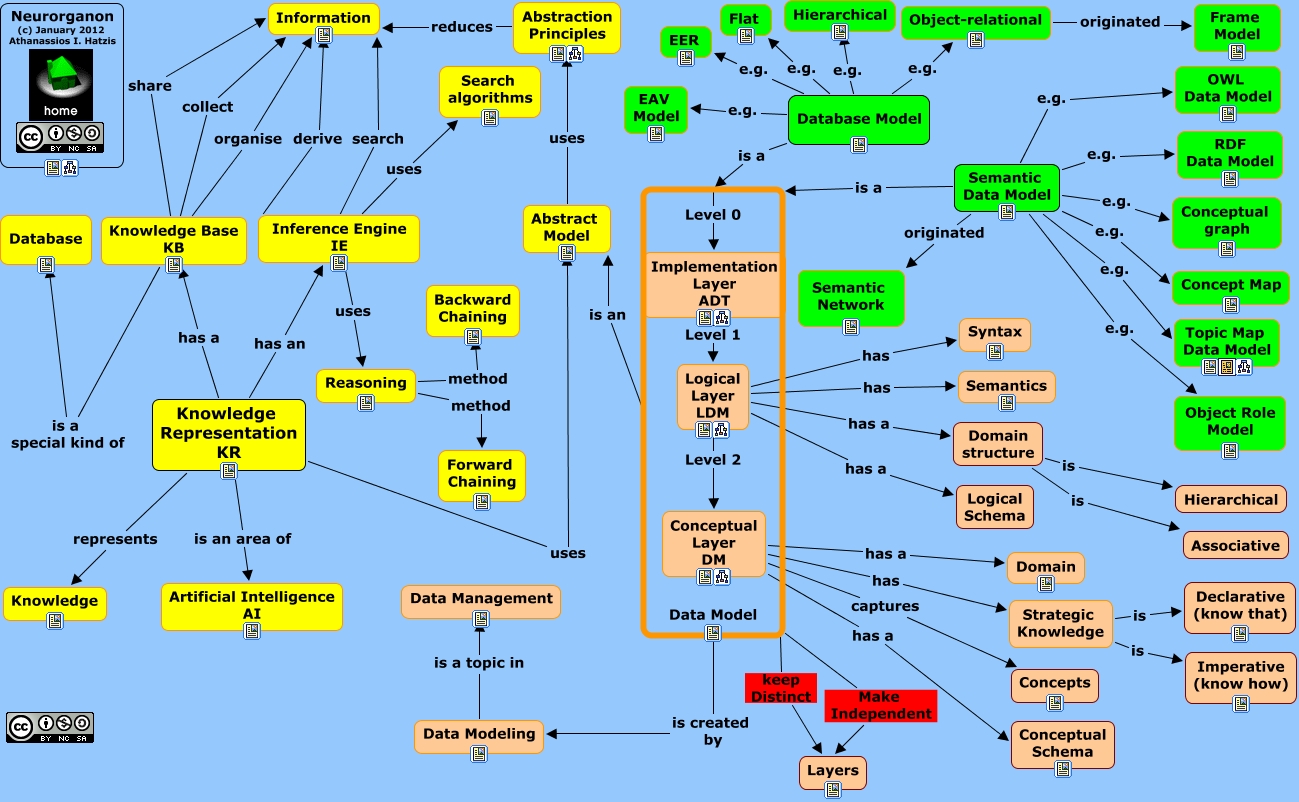 Neurorganon
(c) January 2012
Athanassios I. Hatzis
home
cc
BY NC SA
Information
reduces
Abstraction
Principles
share
collect
organise
derive
search
Search
algorithms
uses
uses
Database
Knowledge Base
KB
Inference Engine
IE
Abstract
Model
is a
special kind of
has a
has an
uses
Backward
Chaining
Reasoning
method
method
Forward
Chaining
Knowledge
Representation
KR
uses
represents
is an area of
Knowledge
Artificial Intelligence
AI
cc
BY NC SA
Data Management
is a topic in
Data Modeling
is created
by
is an
Level 0
Implementation
Layer
ADT
Level 1
Logical
Layer
LDM
Level 2
Conceptual
Layer
DM
Data Model
keep
Distinct
Make
Independent
Layers
EER
Flat
Hierarchical
Object-relational
originated
Frame
Model
e.g.
e.g.
e.g.
e.g.
EAV
Model
e.g.
Database Model
is a
is a
Semantic
Data Model
e.g.
OWL
Data Model
e.g.
RDF
Data Model
e.g.
Conceptual
graph
e.g.
Concept Map
e.g.
Topic Map
Data Model
e.g.
Object Role
Model
originated
Semantic
Network
has
Syntax
has
Semantics
has a
Domain
structure
has a
Logical
Schema
is
Hierarchical
is
Associative
has a
Domain
has
Strategic
Knowledge
is
Declarative
(know that)
is
Imperative
(know how)
captures
Concepts
has a
Conceptual
Schema